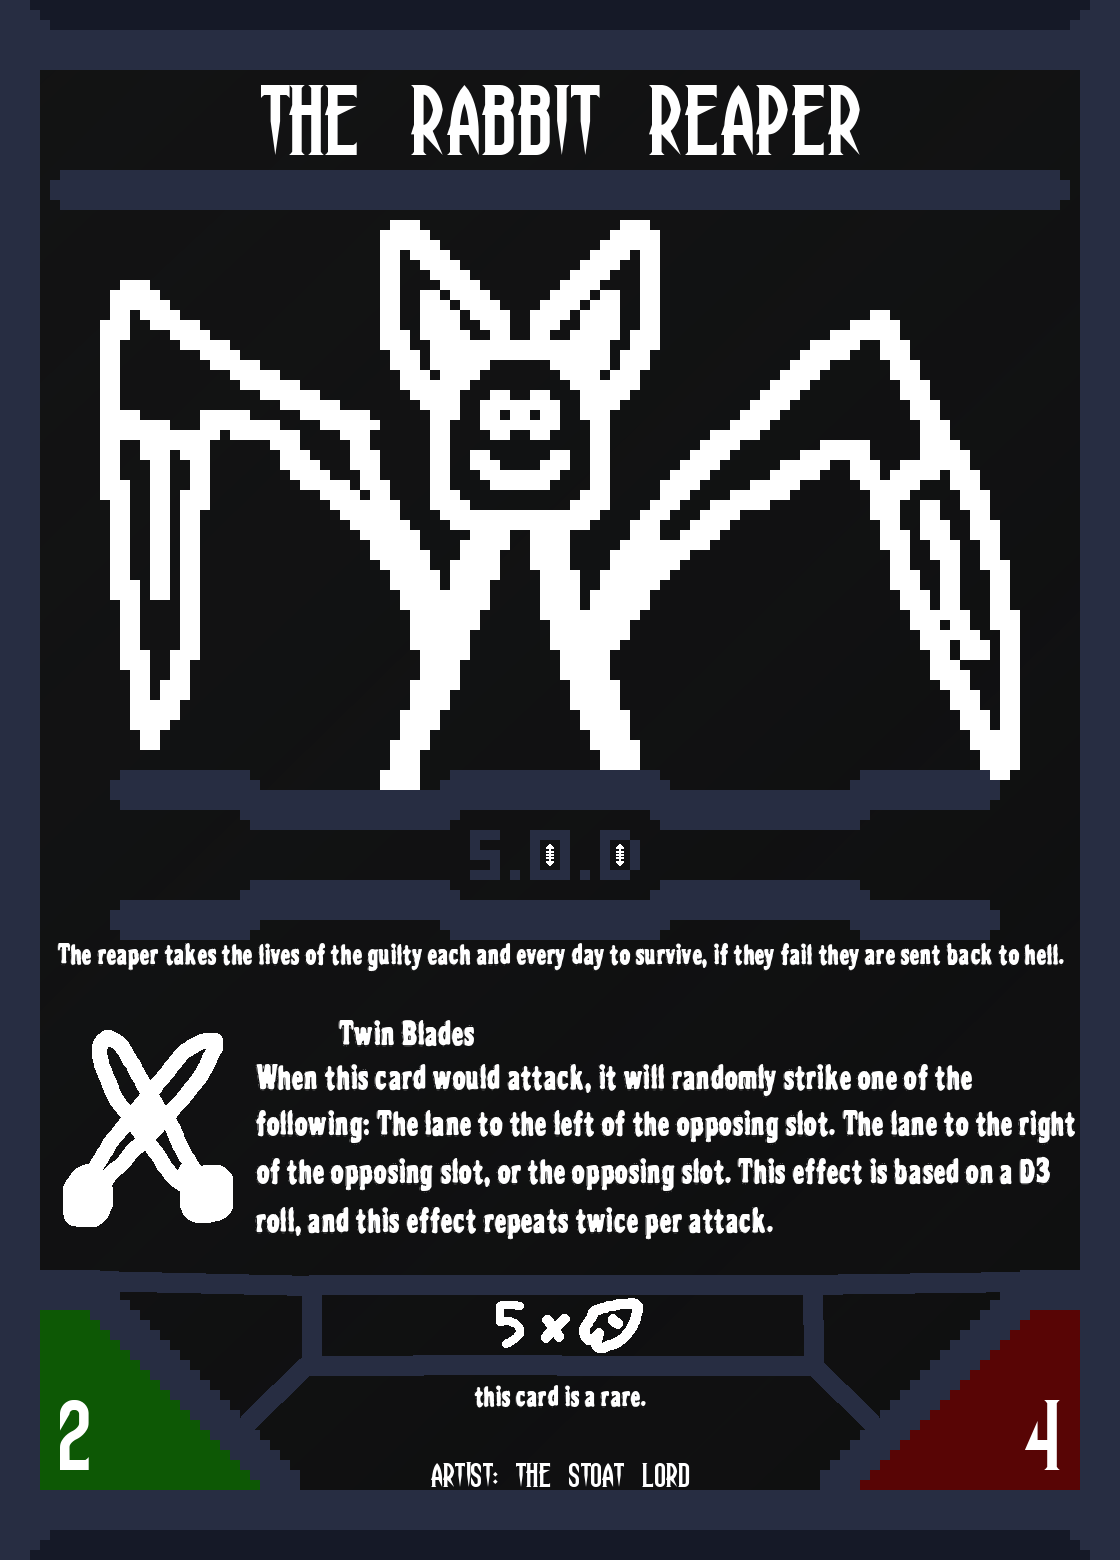 THE RABBIT REAPER
S.O.D
The reaper takes the lives of the guilty each and every day to survive, if they fail they are sent back to hell.
Twin Blades
When this card would attack, it will randomly strike one of the
following: The lane to the left of the opposing slot. The lane to the right
of the opposing slot, or the opposing slot. This effect is based on a D3
roll, and this effect repeats twice per attack.
5 x
this card is a rare.
2
4
ARTIST: THE STOAT LORD